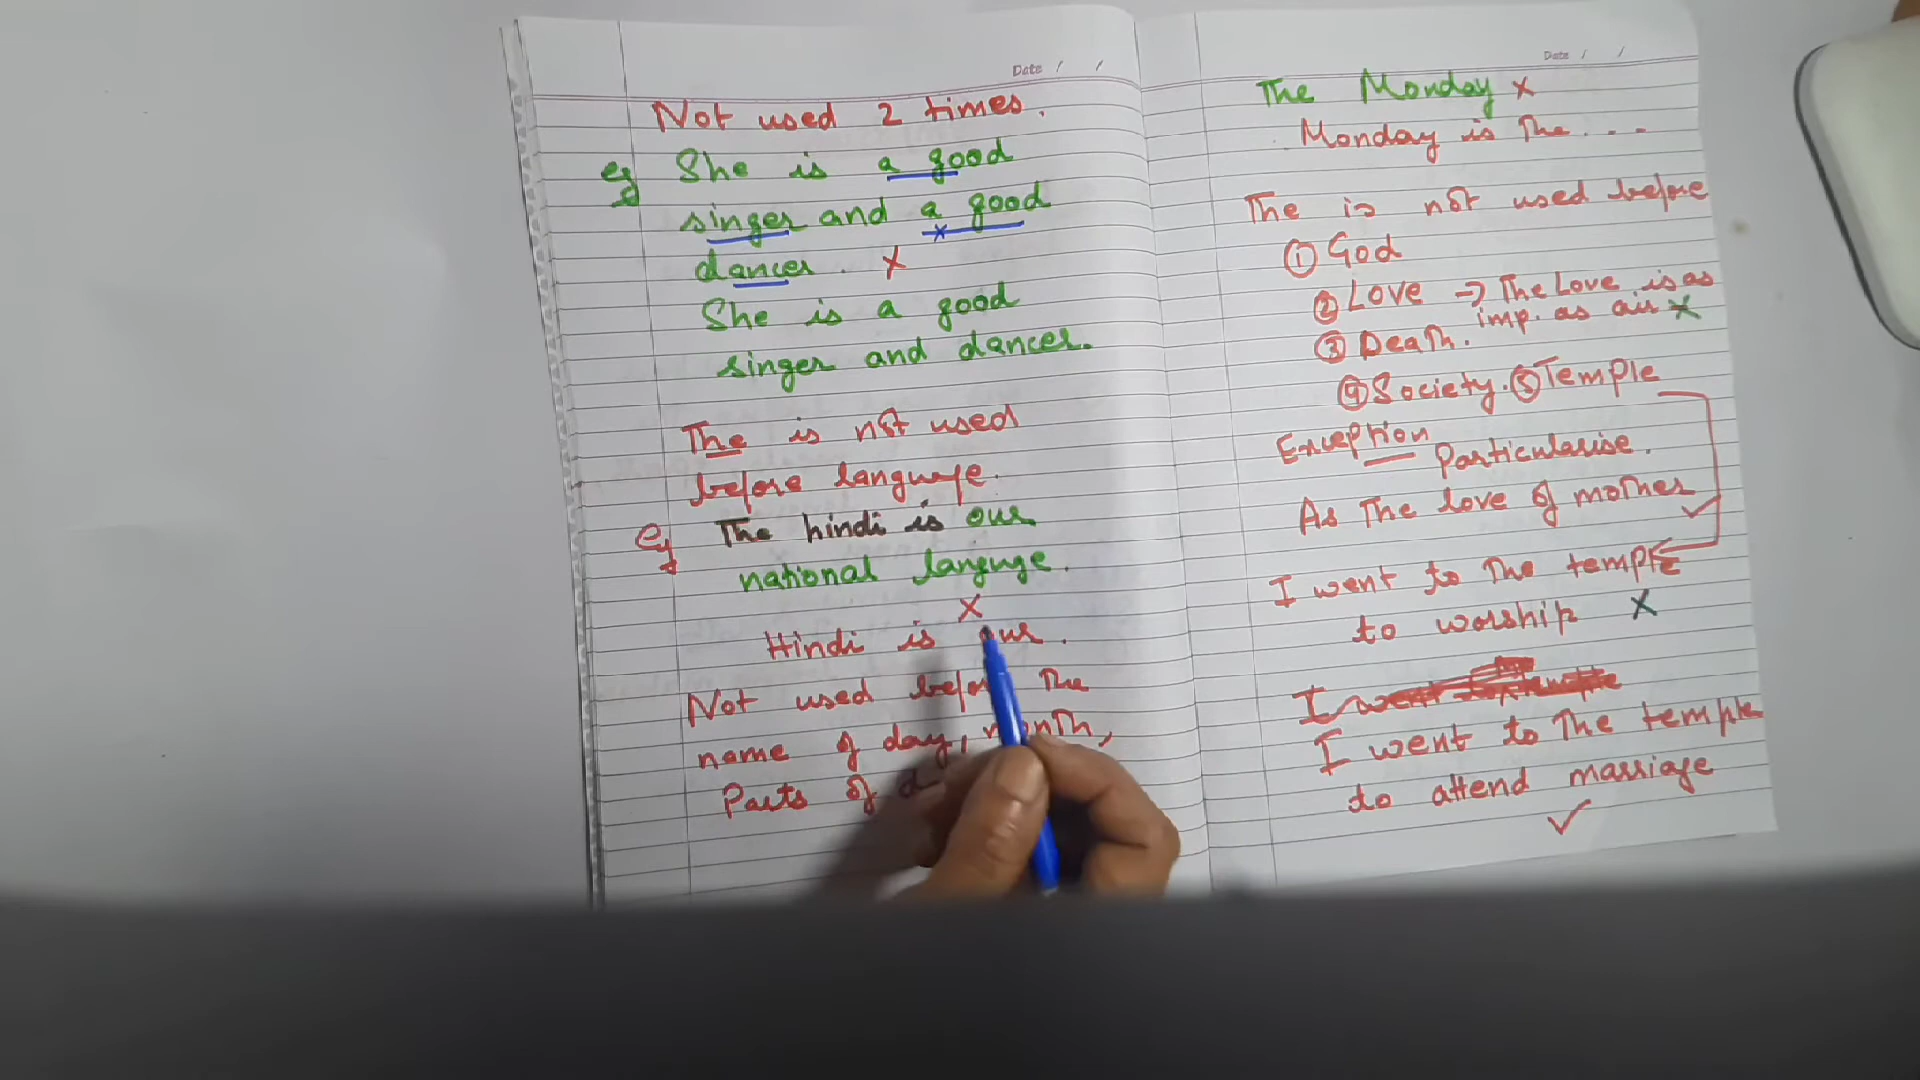 Date / /
Not used 2 times.
eg She is a good
singer and a good
x
dancer. X
She is a good
singer and dancer.
The is not used
before language.
eg The hindi is our
national languge.
X
Hindi is our.
Not used before the
name of day, month,
Parts of d
Date / /
The Monday x
Monday is The ...
The is not used before
① God
② Love → The Love is as
imp. as air x
③ Death.
④ Society. ⑤ Temple
Exception Particularise.
As The love of mother ✓
I went to The temple
to worship X
I went to The temple
to attend marriage
✓